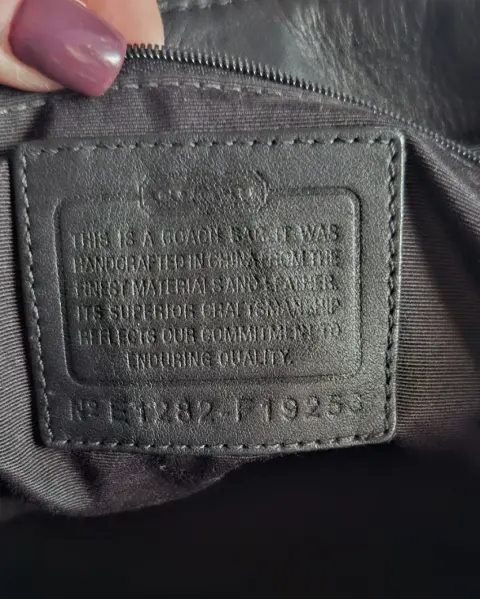 COACH
THIS IS A COACH BAG. IT WAS
HANDCRAFTED IN CHINA FROM THE
FINEST MATERIALS AND LEATHER.
ITS SUPERIOR CRAFTSMANSHIP
REFLECTS OUR COMMITMENT TO
ENDURING QUALITY.
Nº E1282-F19253